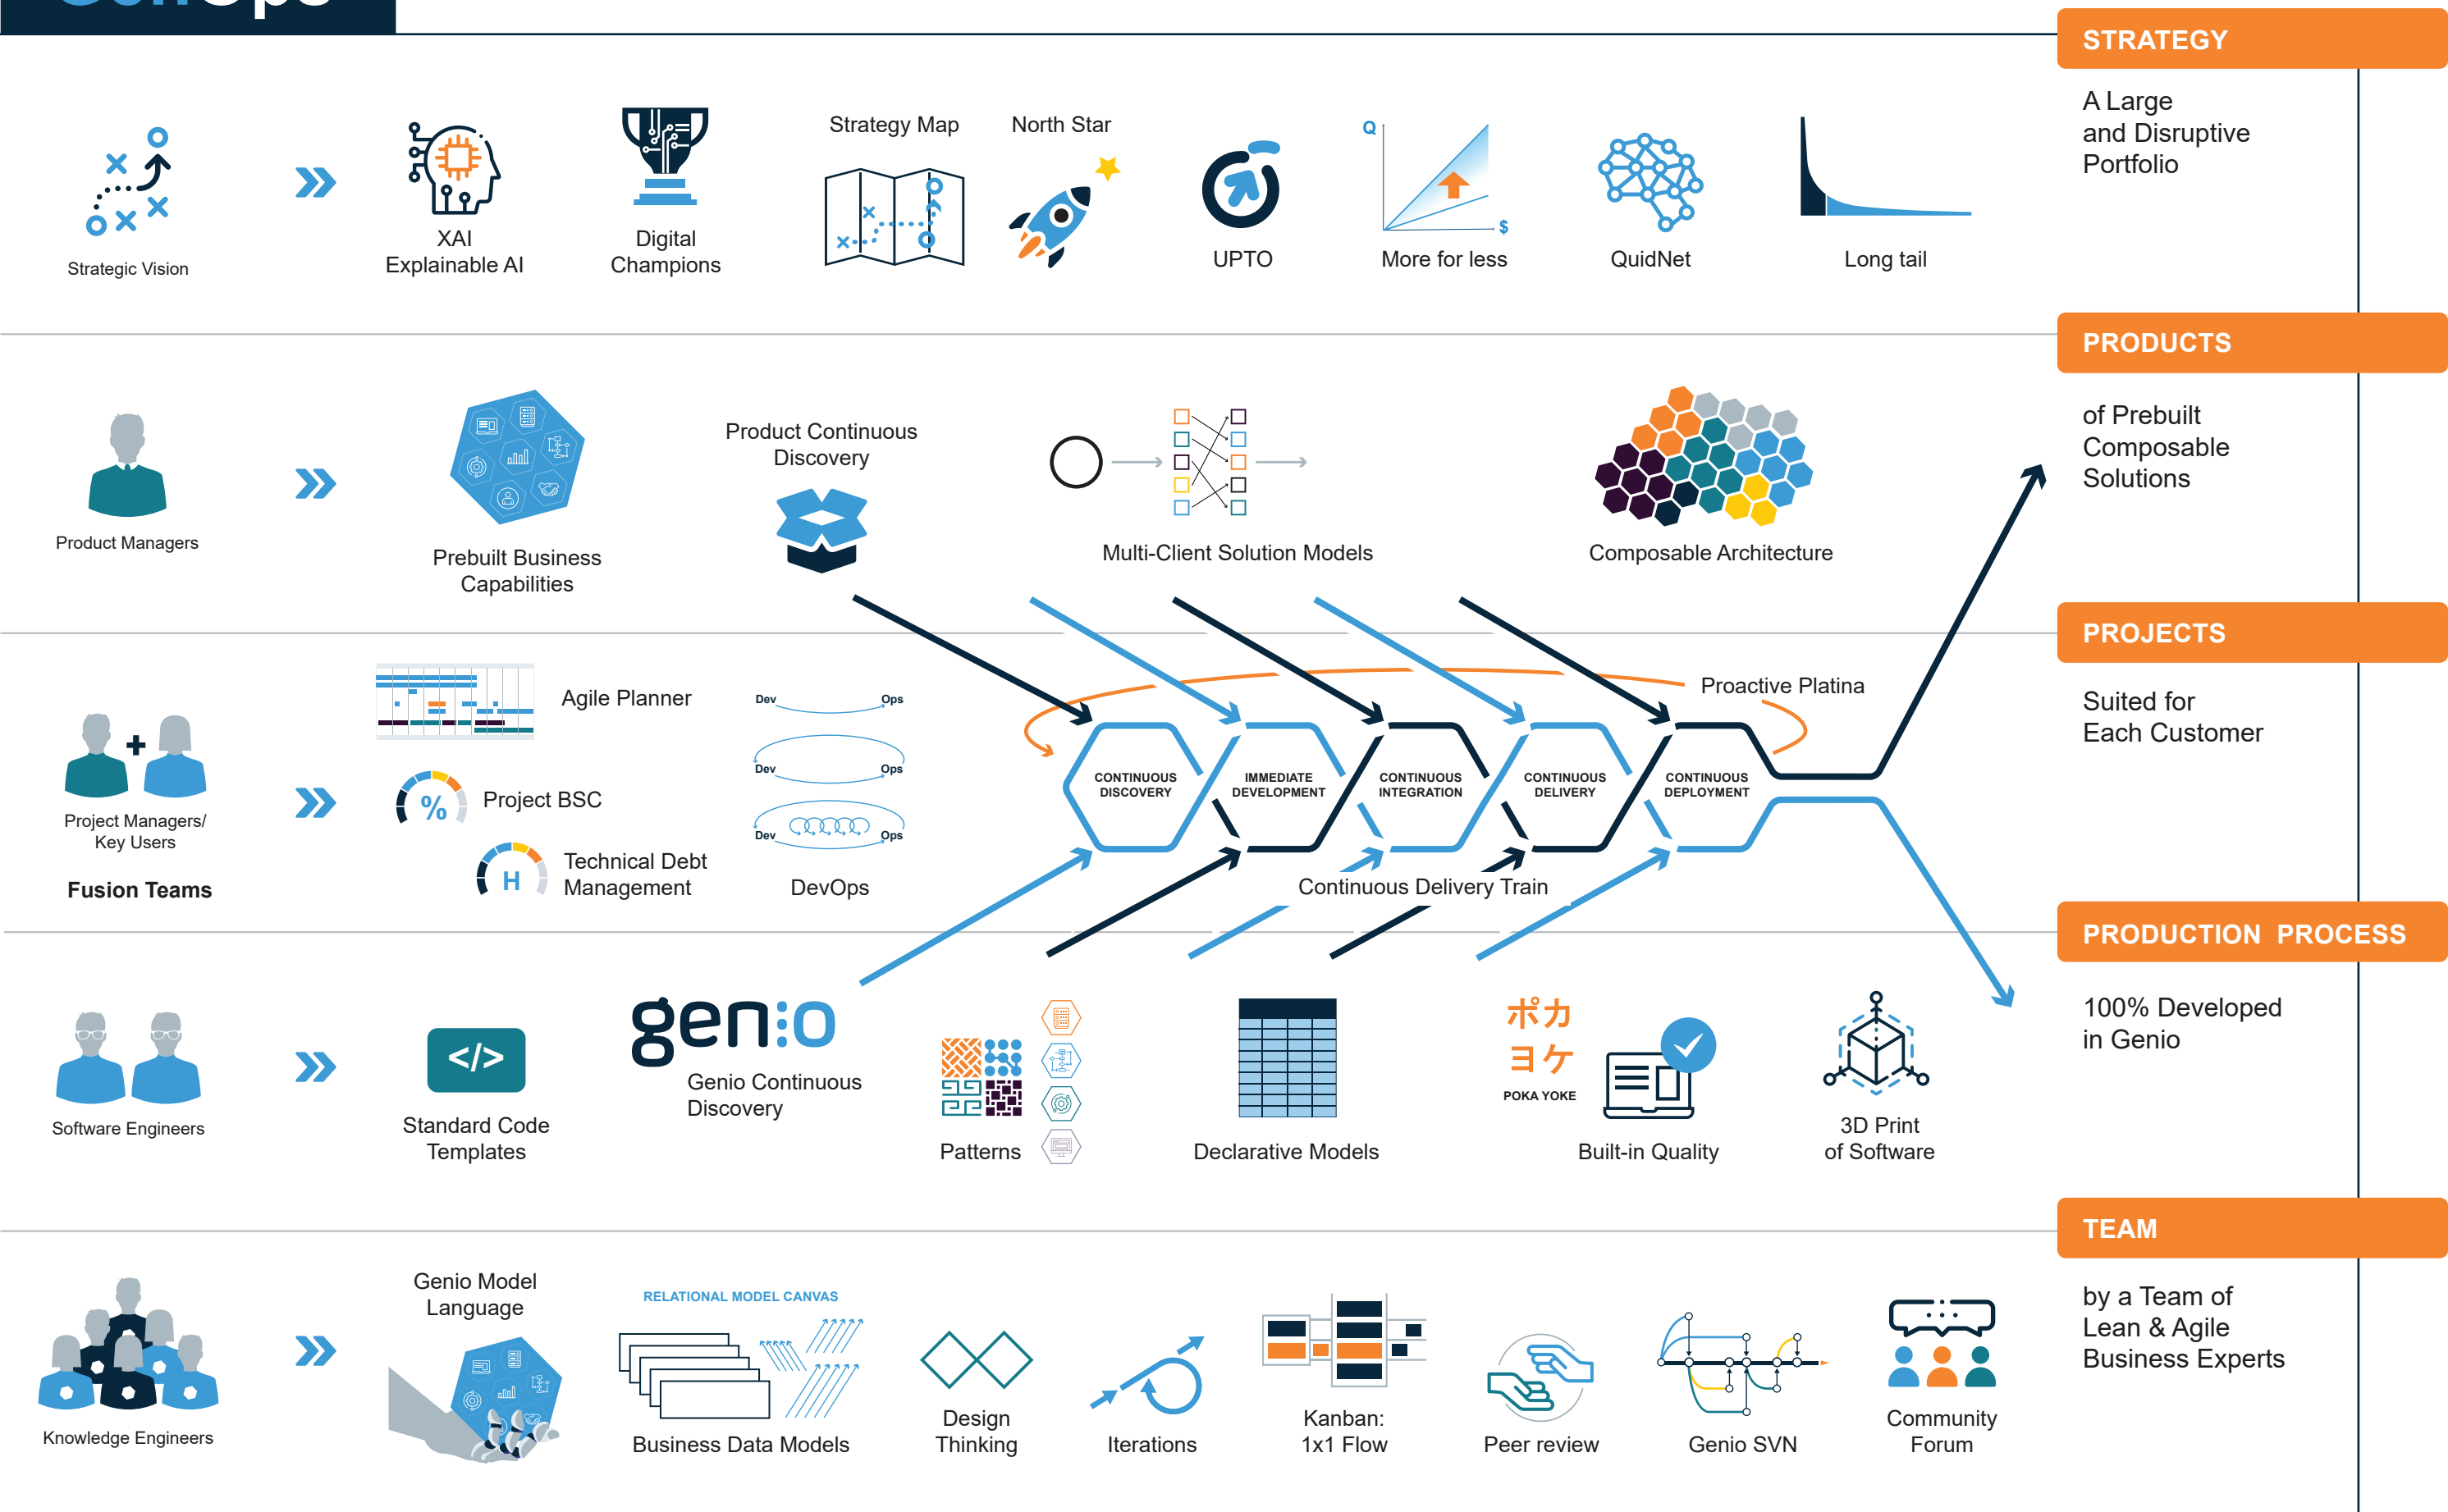 GenOps
STRATEGY
A Large
and Disruptive
Portfolio
Strategic Vision
XAI
Explainable AI
Digital
Champions
Strategy Map
North Star
UPTO
Q
$
More for less
QuidNet
Long tail
PRODUCTS
of Prebuilt
Composable
Solutions
Product Managers
Prebuilt Business
Capabilities
Product Continuous
Discovery
Multi-Client Solution Models
Composable Architecture
PROJECTS
Suited for
Each Customer
Project Managers/
Key Users
Fusion Teams
Agile Planner
%
Project BSC
H
Technical Debt
Management
Dev
Ops
Dev
Ops
Dev
Ops
DevOps
Proactive Platina
CONTINUOUS
DISCOVERY
IMMEDIATE
DEVELOPMENT
CONTINUOUS
INTEGRATION
CONTINUOUS
DELIVERY
CONTINUOUS
DEPLOYMENT
Continuous Delivery Train
PRODUCTION PROCESS
100% Developed
in Genio
Software Engineers
</>
Standard Code
Templates
gen:o
Genio Continuous
Discovery
Patterns
Declarative Models
ポカ
ヨケ
POKA YOKE
Built-in Quality
3D Print
of Software
TEAM
by a Team of
Lean & Agile
Business Experts
Knowledge Engineers
Genio Model
Language
RELATIONAL MODEL CANVAS
Business Data Models
Design
Thinking
Iterations
Kanban:
1x1 Flow
Peer review
Genio SVN
Community
Forum